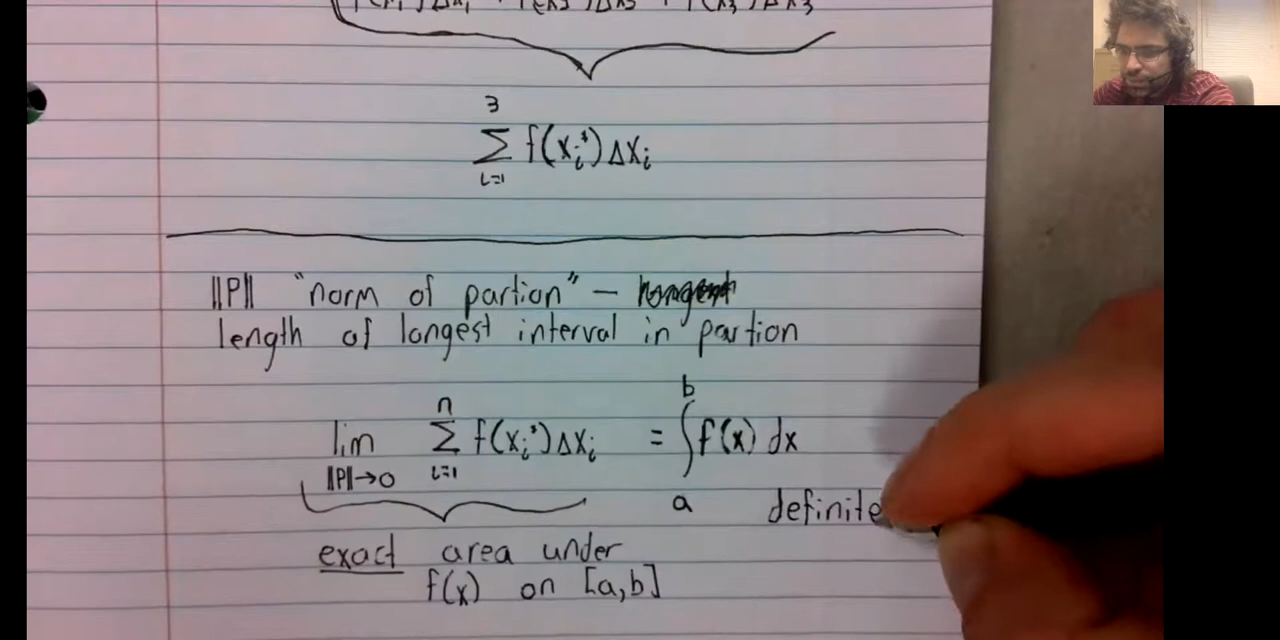 3
∑ f(xᵢ*)Δxᵢ
i=1
||P|| "norm of partion" —
length of longest interval in partion
n b
lim ∑ f(xᵢ*)Δxᵢ = ∫ f(x) dx
||P||→0 i=1 a definite
exact area under
f(x) on [a,b]